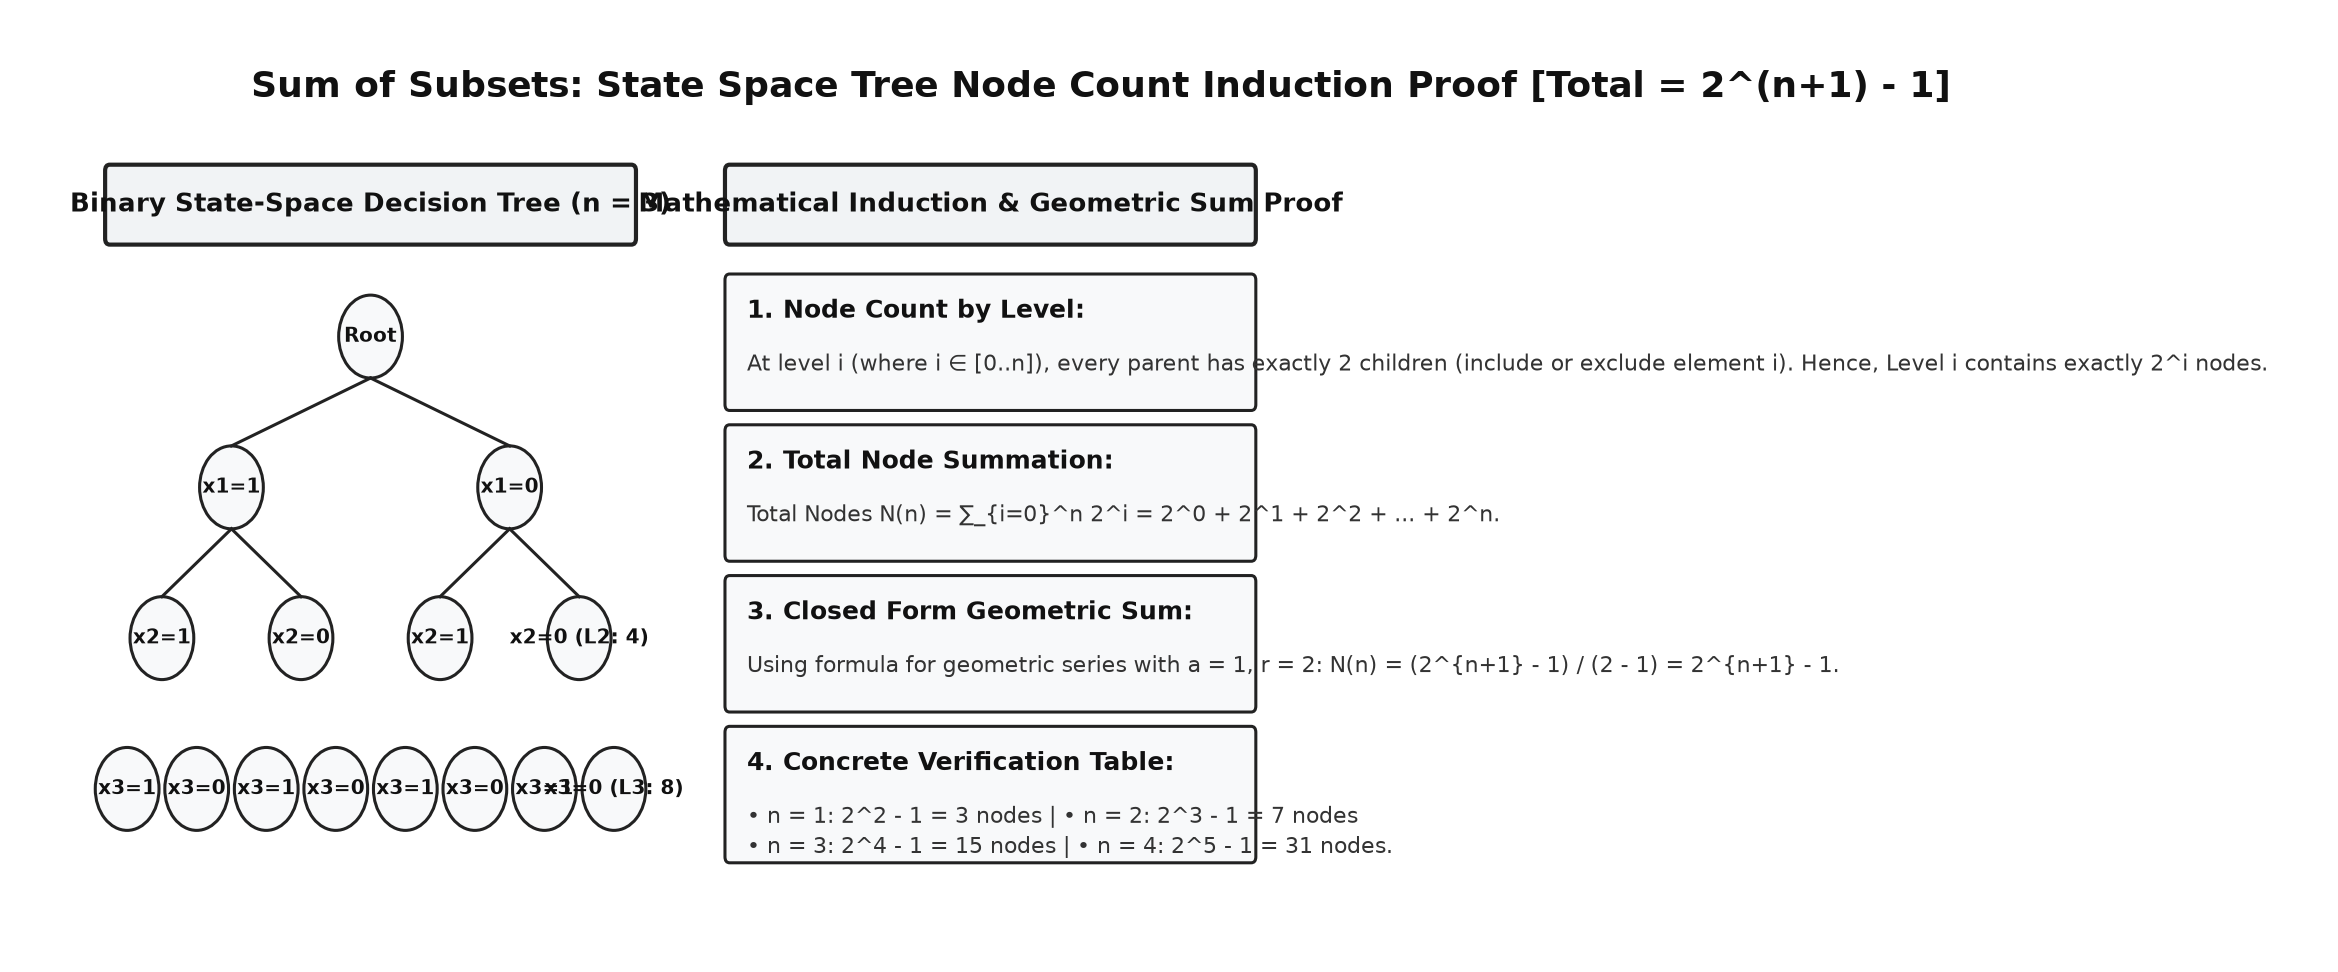 Sum of Subsets: State Space Tree Node Count Induction Proof [Total = 2^(n+1) - 1]
Binary State-Space Decision Tree (n = 3)
Root
x1=1
x1=0
x2=1
x2=0
x2=1
x2=0 (L2: 4)
x3=1
x3=0
x3=1
x3=0
x3=1
x3=0
x3=1
x3=0 (L3: 8)
Mathematical Induction & Geometric Sum Proof
1. Node Count by Level:
At level i (where i ∈ [0..n]), every parent has exactly 2 children (include or exclude element i). Hence, Level i contains exactly 2^i nodes.
2. Total Node Summation:
Total Nodes N(n) = ∑_{i=0}^n 2^i = 2^0 + 2^1 + 2^2 + ... + 2^n.
3. Closed Form Geometric Sum:
Using formula for geometric series with a = 1, r = 2: N(n) = (2^{n+1} - 1) / (2 - 1) = 2^{n+1} - 1.
4. Concrete Verification Table:
• n = 1: 2^2 - 1 = 3 nodes | • n = 2: 2^3 - 1 = 7 nodes
• n = 3: 2^4 - 1 = 15 nodes | • n = 4: 2^5 - 1 = 31 nodes.